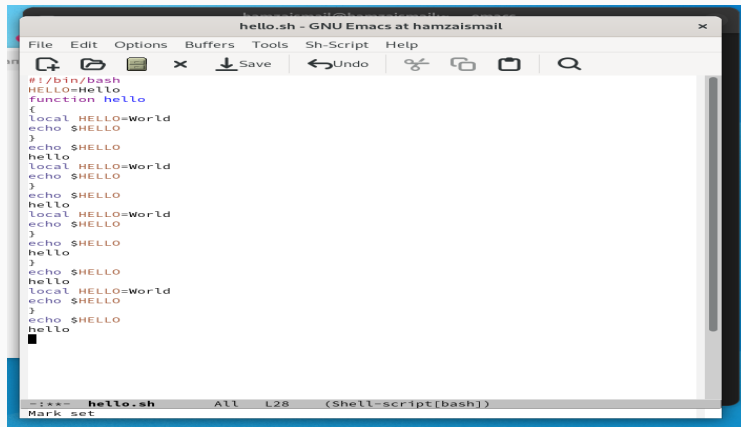 hello.sh - GNU Emacs at hamzaismail
File Edit Options Buffers Tools Sh-Script Help
Save Undo
#!/bin/bash
HELLO=Hello
function hello
{
local HELLO=World
echo $HELLO
}
echo $HELLO
hello
local HELLO=World
echo $HELLO
}
echo $HELLO
hello
local HELLO=World
echo $HELLO
}
echo $HELLO
hello
}
echo $HELLO
hello
local HELLO=World
echo $HELLO
}
echo $HELLO
hello
-:**- hello.sh All L28 (Shell-script[bash])
Mark set